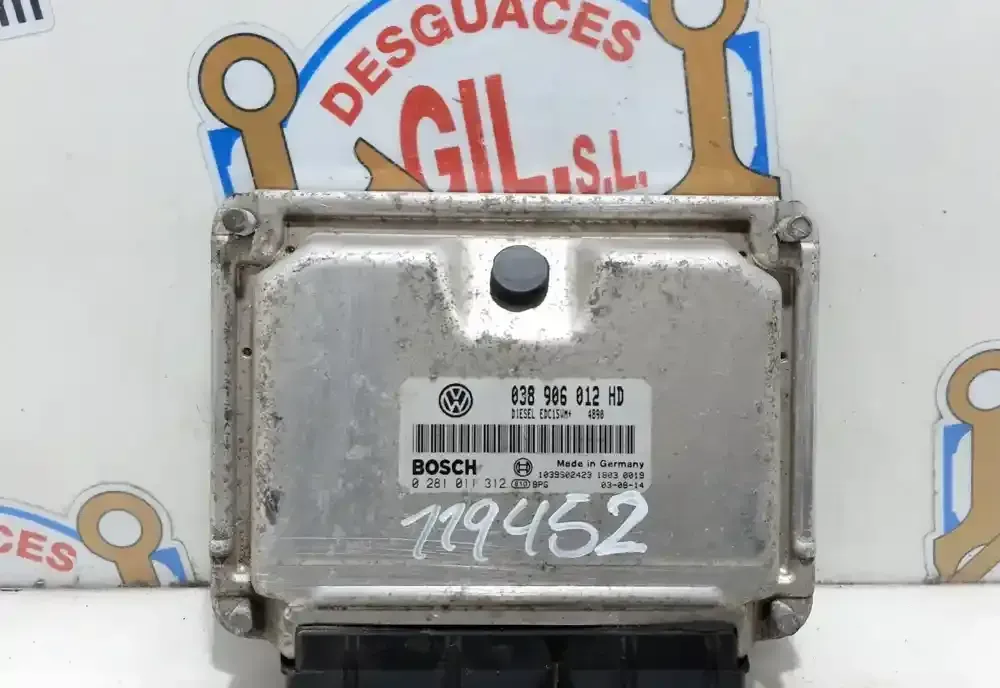 m
DESGUACES
GIL.S.L.
038 906 012 HD
DIESEL EDC15VM+ 4890
BOSCH
Made in Germany
1039S02423 1803 0019
0 281 011 312
BPG
03-08-14
119452
CES